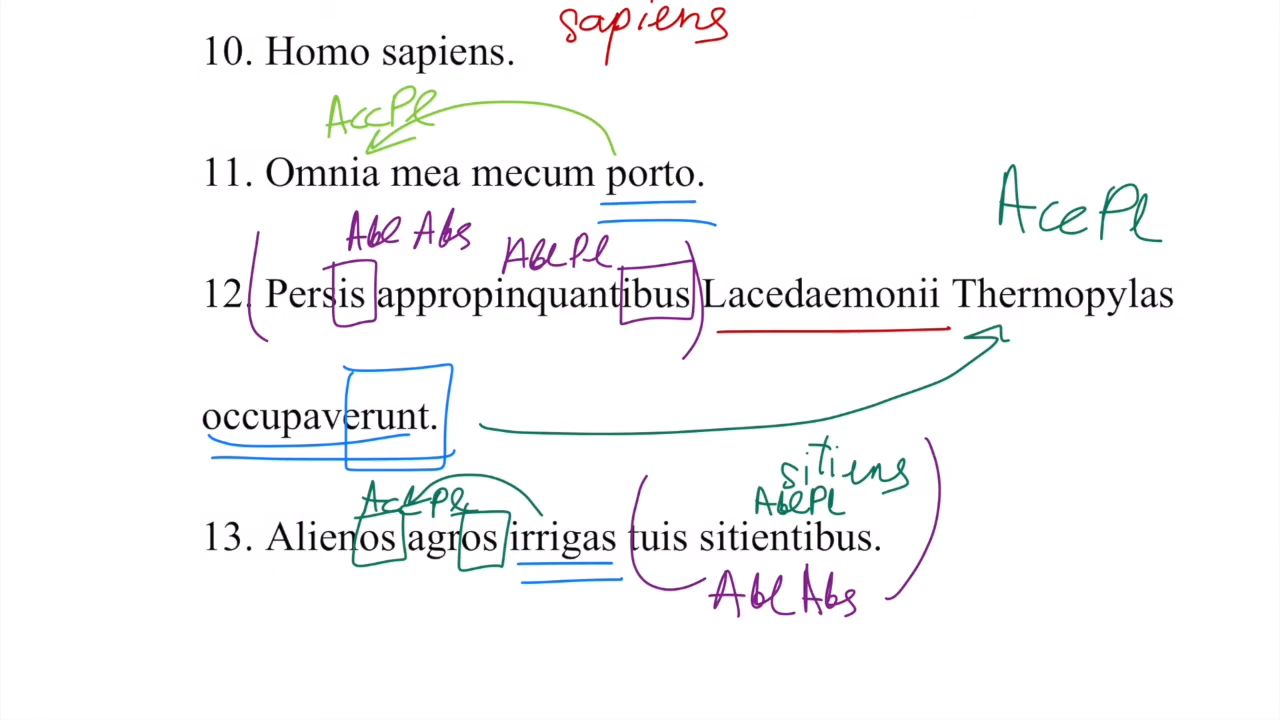 sapiens
10. Homo sapiens.
AccPl
11. Omnia mea mecum porto.
Abl Abs
AblPl
AccPl
12. Persis appropinquantibus Lacedaemonii Thermopylas
occupaverunt.
sitiens
AccPl
AblPl
13. Alienos agros irrigas tuis sitientibus.
Abl Abs